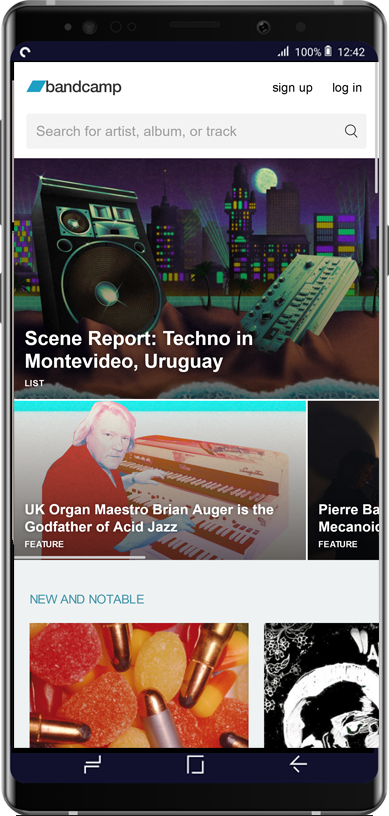 100% 12:42
bandcamp sign up log in
Search for artist, album, or track
Scene Report: Techno in
Montevideo, Uruguay
LIST
UK Organ Maestro Brian Auger is the
Godfather of Acid Jazz
FEATURE
Pierre Ba
Mechanoid
FEATURE
NEW AND NOTABLE